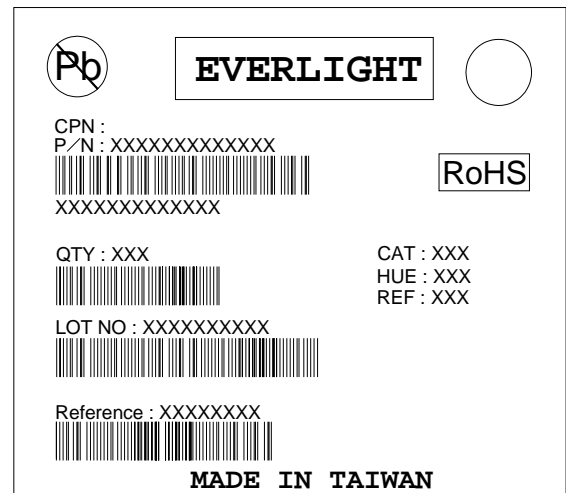 Pb
EVERLIGHT
CPN :
P/N : XXXXXXXXXXXXX
RoHS
XXXXXXXXXXXXX
QTY : XXX
CAT : XXX
HUE : XXX
REF : XXX
LOT NO : XXXXXXXXXX
Reference : XXXXXXXX
MADE IN TAIWAN